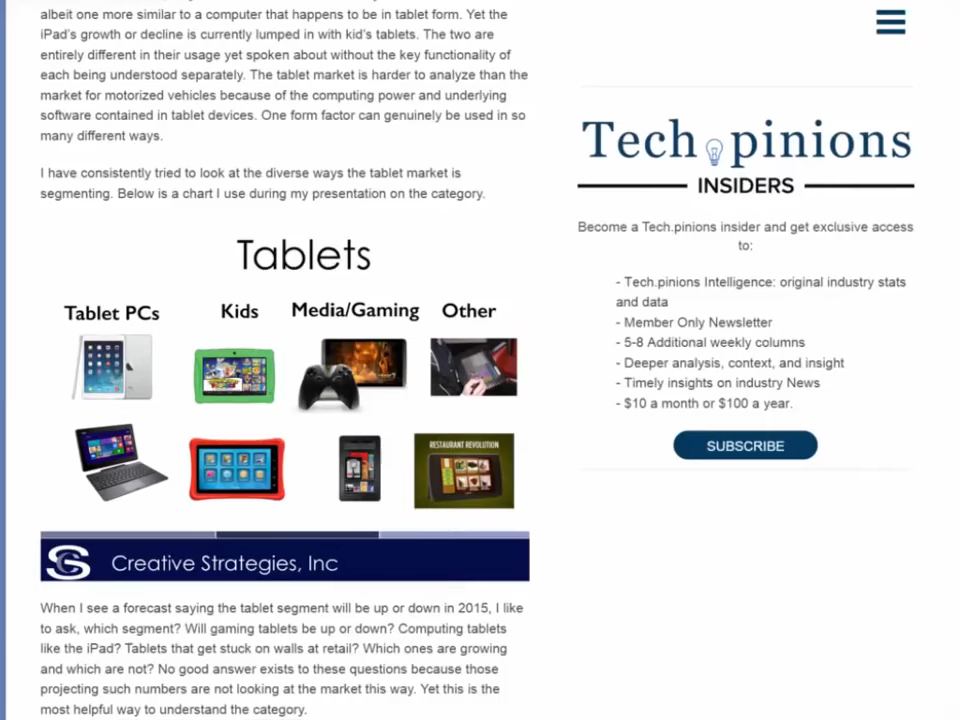 albeit one more similar to a computer that happens to be in tablet form. Yet the
iPad's growth or decline is currently lumped in with kid's tablets. The two are
entirely different in their usage yet spoken about without the key functionality of
each being understood separately. The tablet market is harder to analyze than the
market for motorized vehicles because of the computing power and underlying
software contained in tablet devices. One form factor can genuinely be used in so
many different ways.
I have consistently tried to look at the diverse ways the tablet market is
segmenting. Below is a chart I use during my presentation on the category.
Tablets
Tablet PCs
Kids
Media/Gaming
Other
RESTAURANT REVOLUTION
Creative Strategies, Inc
When I see a forecast saying the tablet segment will be up or down in 2015, I like
to ask, which segment? Will gaming tablets be up or down? Computing tablets
like the iPad? Tablets that get stuck on walls at retail? Which ones are growing
and which are not? No good answer exists to these questions because those
projecting such numbers are not looking at the market this way. Yet this is the
most helpful way to understand the category.
Tech pinions
INSIDERS
Become a Tech.pinions insider and get exclusive access
to:
- Tech.pinions Intelligence: original industry stats
and data
- Member Only Newsletter
- 5-8 Additional weekly columns
- Deeper analysis, context, and insight
- Timely insights on industry News
- $10 a month or $100 a year.
SUBSCRIBE